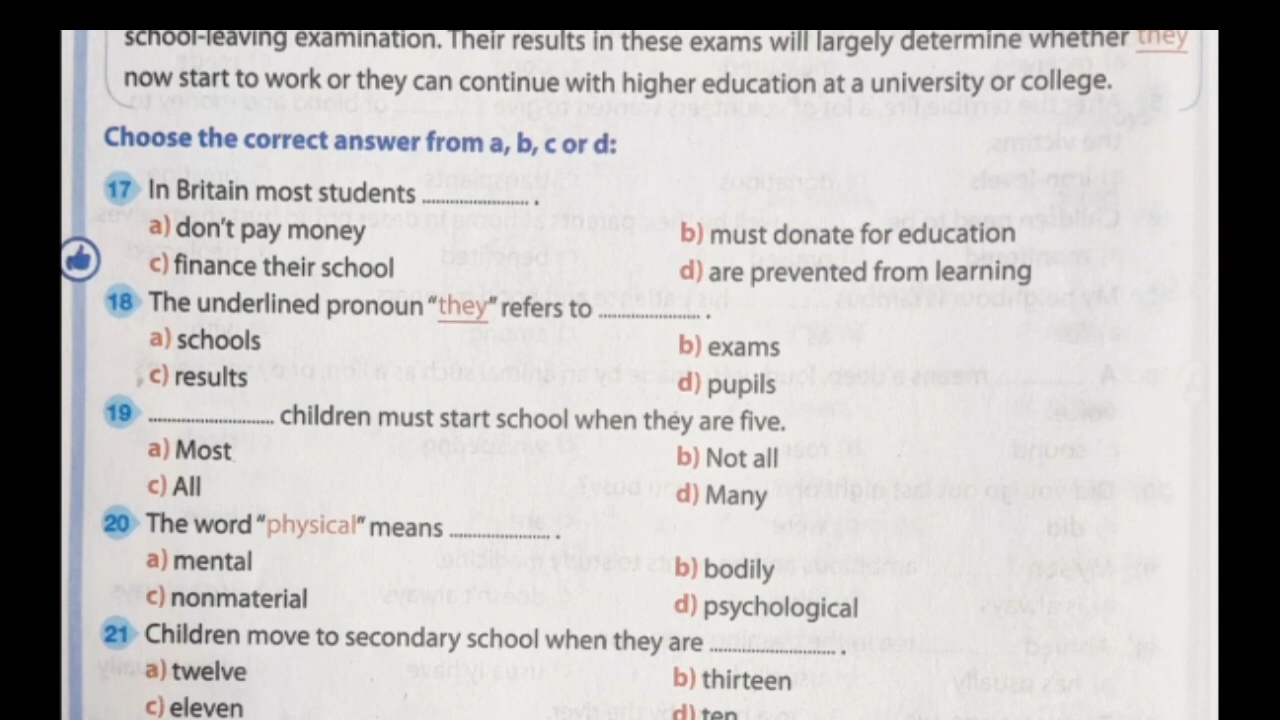 school-leaving examination. Their results in these exams will largely determine whether they
now start to work or they can continue with higher education at a university or college.
Choose the correct answer from a, b, c or d:
17 In Britain most students .................... .
a) don't pay money b) must donate for education
c) finance their school d) are prevented from learning
18 The underlined pronoun "they" refers to .................... .
a) schools b) exams
c) results d) pupils
19 .................... children must start school when they are five.
a) Most b) Not all
c) All d) Many
20 The word "physical" means .................... .
a) mental b) bodily
c) nonmaterial d) psychological
21 Children move to secondary school when they are .................... .
a) twelve b) thirteen
c) eleven d) ten